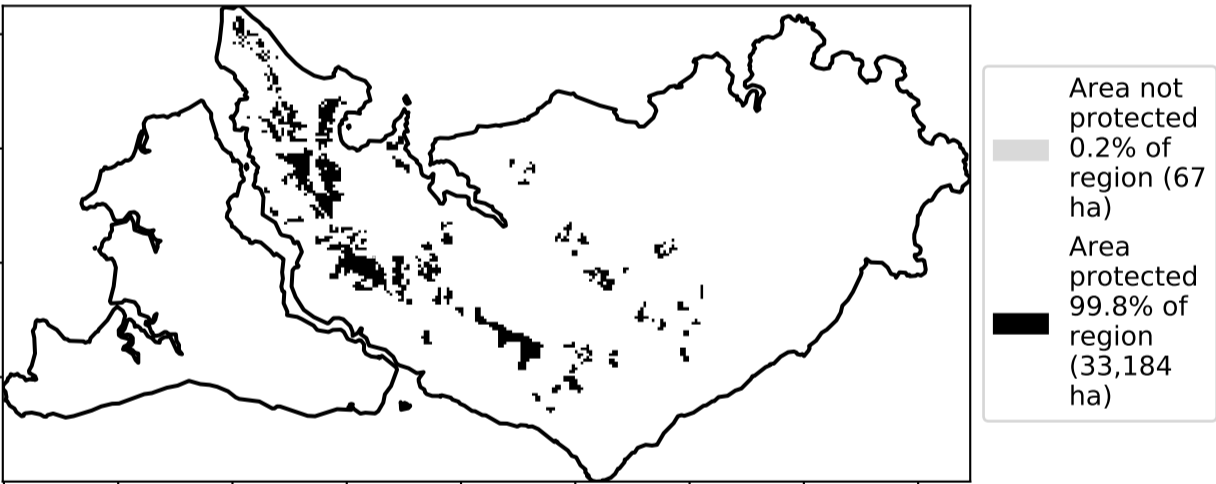 Area not
protected
0.2% of
region (67
ha)
Area
protected
99.8% of
region
(33,184
ha)